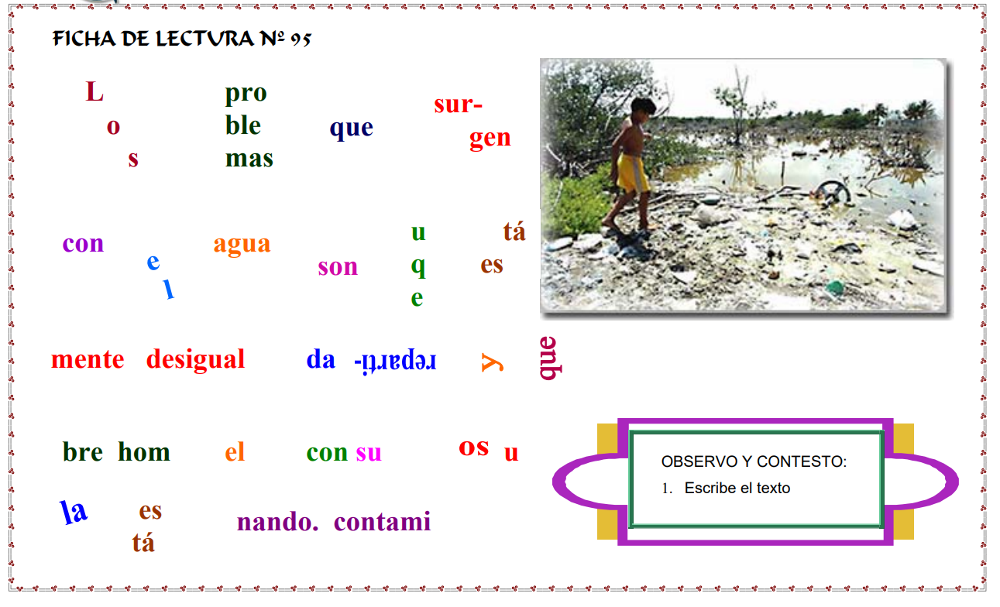 FICHA DE LECTURA Nº 95
L o s pro ble mas que sur- gen
con e l agua son u q e es tá
mente desigual da reparti- y que
bre hom el con su os u
la es tá nando. contami
OBSERVO Y CONTESTO:
1. Escribe el texto